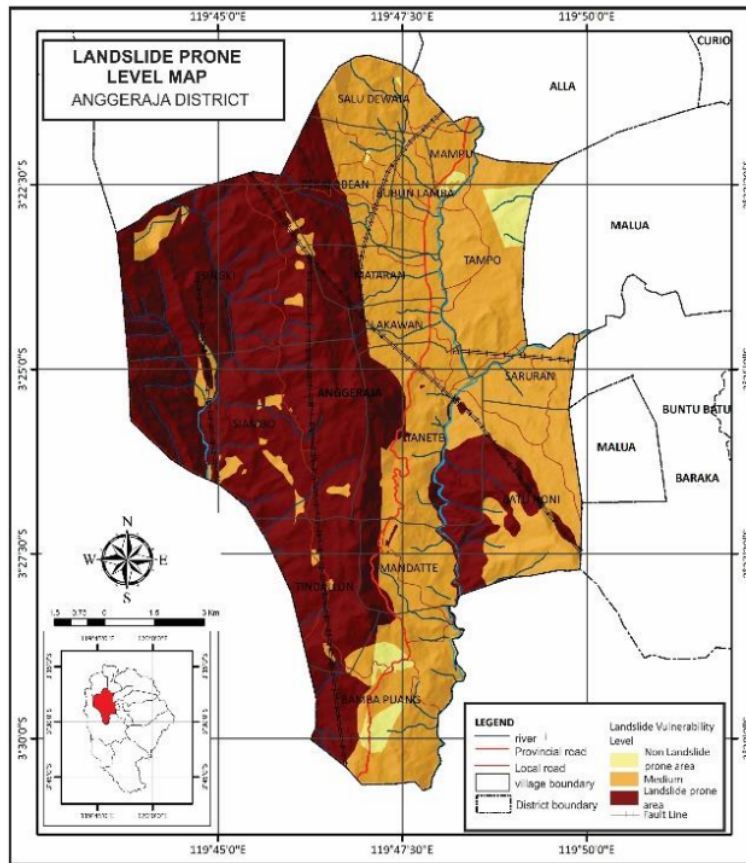 119°45'0"E 119°47'30"E 119°50'0"E
LANDSLIDE PRONE
LEVEL MAP
ANGGERAJA DISTRICT
CURIO
ALLA
SALU DEWATA
MAMPU
BUBUN LAMBA
3°22'30"S
MALUA
TAMPO
MATARAN
LAKAWAN
3°25'0"S
SARURAN
ANGGERAJA
BUNTU BATU
TANETE
MALUA
BARAKA
N
W E
S
3°27'30"S
MANDATTE
TINDALUN
1.5 0.75 0 1.5 3 Km
BAMBA PUANG
3°30'0"S
LEGEND
river
Provincial road
Local road
village boundary
District boundary
Landslide Vulnerability
Level
Non Landslide
prone area
Medium
Landslide prone
area
Fault Line
119°45'0"E 119°47'30"E 119°50'0"E